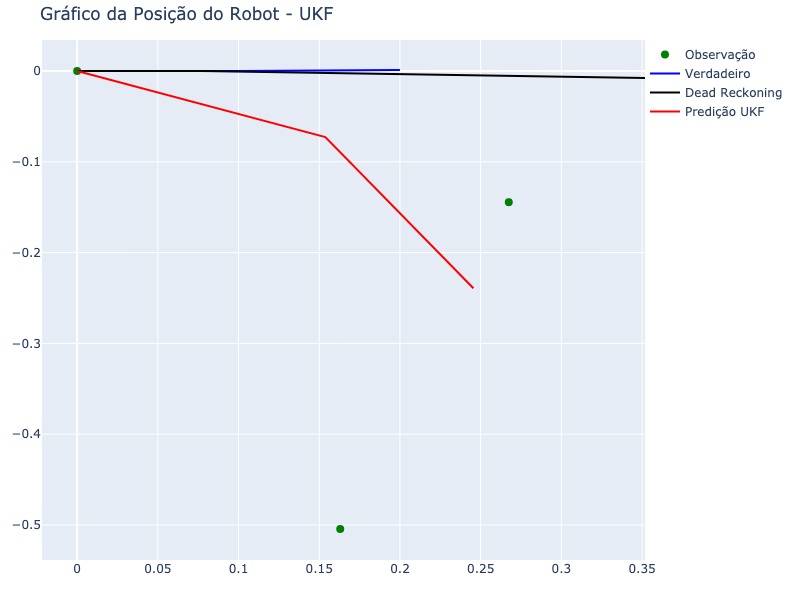 Gráfico da Posição do Robot - UKF
Observação
Verdadeiro
Dead Reckoning
Predição UKF
0
−0.1
−0.2
−0.3
−0.4
−0.5
0 0.05 0.1 0.15 0.2 0.25 0.3 0.35